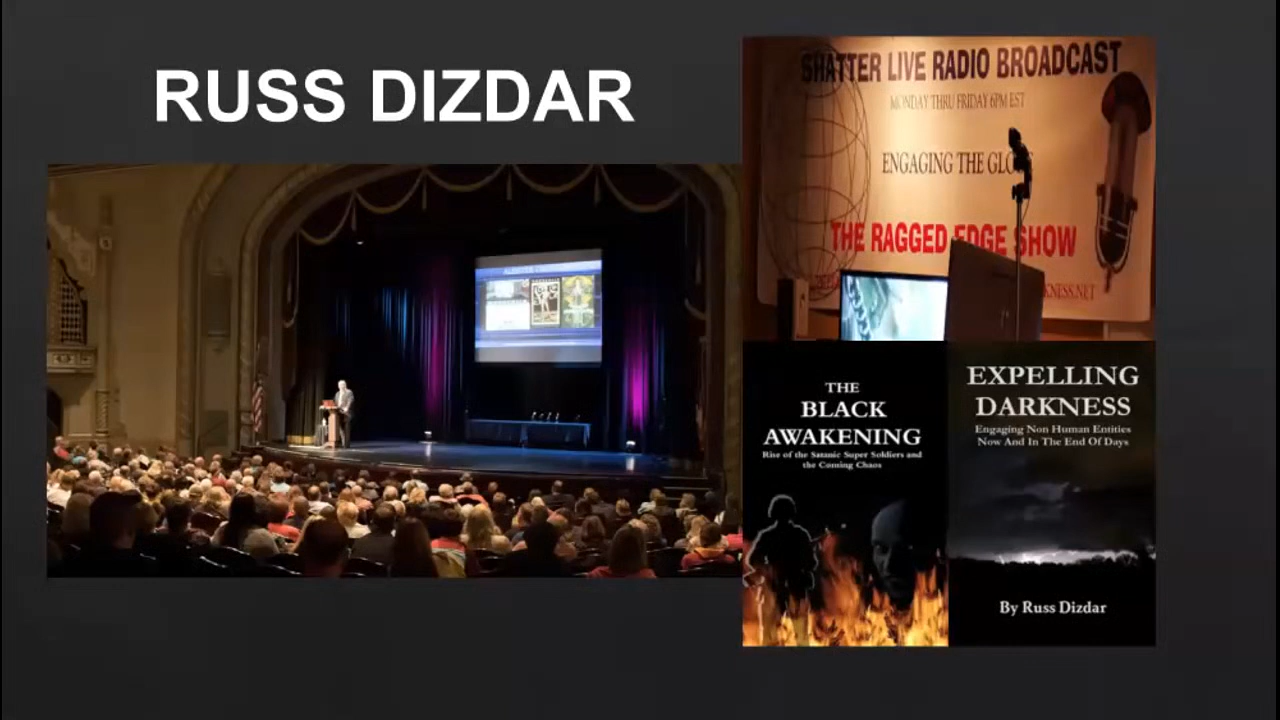 RUSS DIZDAR
SHATTER LIVE RADIO BROADCAST
MONDAY THRU FRIDAY 6PM EST
ENGAGING THE GLO
THE RAGGED EDGE SHOW
KNESS.NET
THE
BLACK
AWAKENING
Rise of the Satanic Super Soldiers and
the Coming Chaos
EXPELLING
DARKNESS
Engaging Non Human Entities
Now And In The End Of Days
By Russ Dizdar